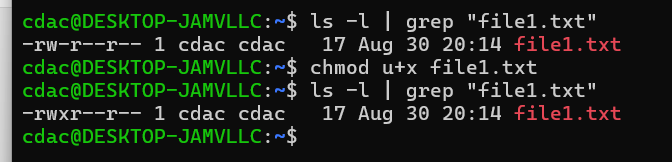 cdac@DESKTOP-JAMVLLC:~$ ls -l | grep "file1.txt"
-rw-r--r-- 1 cdac cdac   17 Aug 30 20:14 file1.txt
cdac@DESKTOP-JAMVLLC:~$ chmod u+x file1.txt
cdac@DESKTOP-JAMVLLC:~$ ls -l | grep "file1.txt"
-rwxr--r-- 1 cdac cdac   17 Aug 30 20:14 file1.txt
cdac@DESKTOP-JAMVLLC:~$